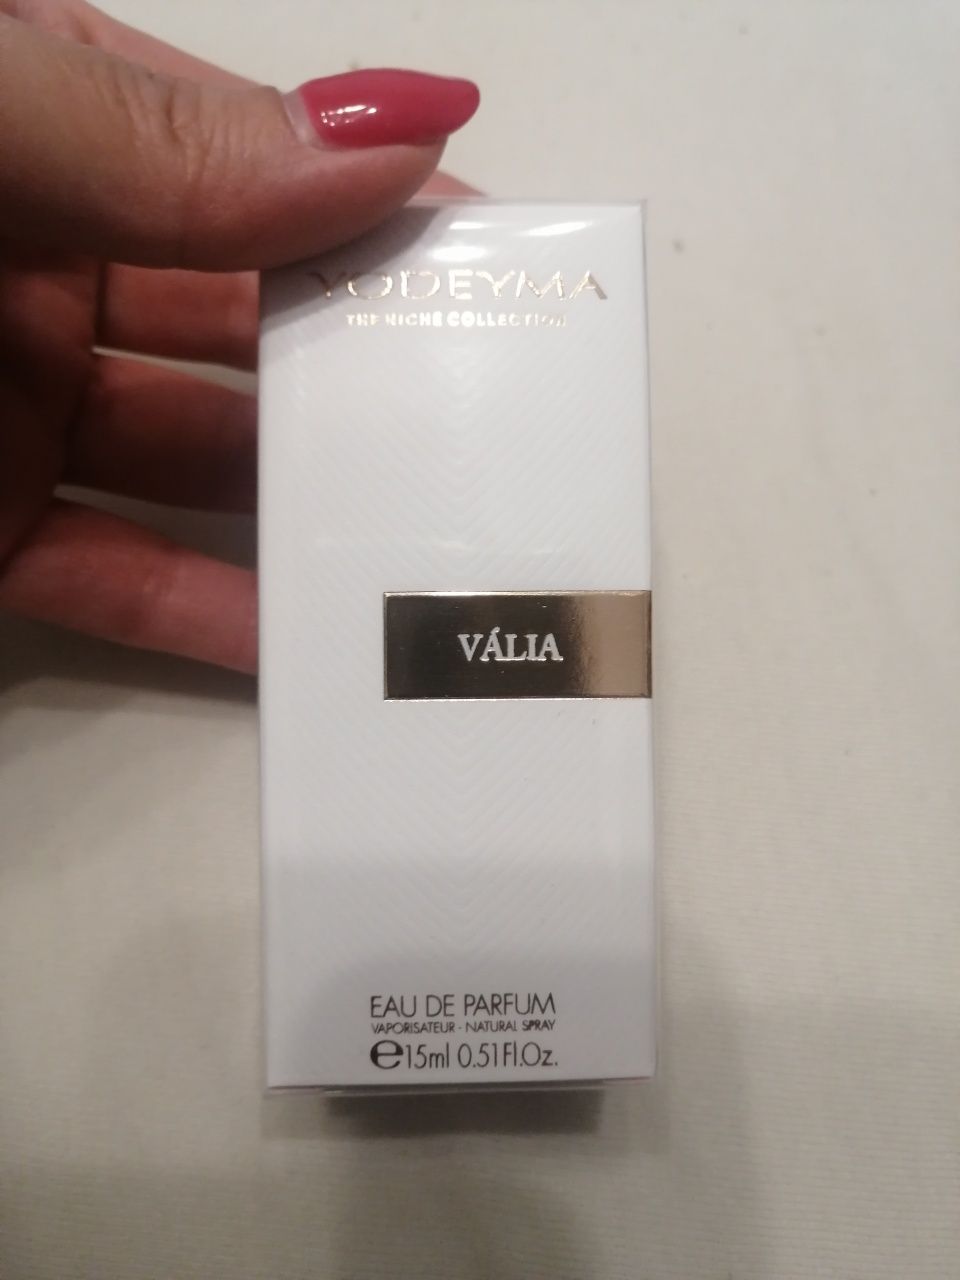 YODEYMA
THE NICHE COLLECTION
VÁLIA
EAU DE PARFUM
VAPORISATEUR · NATURAL SPRAY
℮15ml 0.51Fl.Oz.